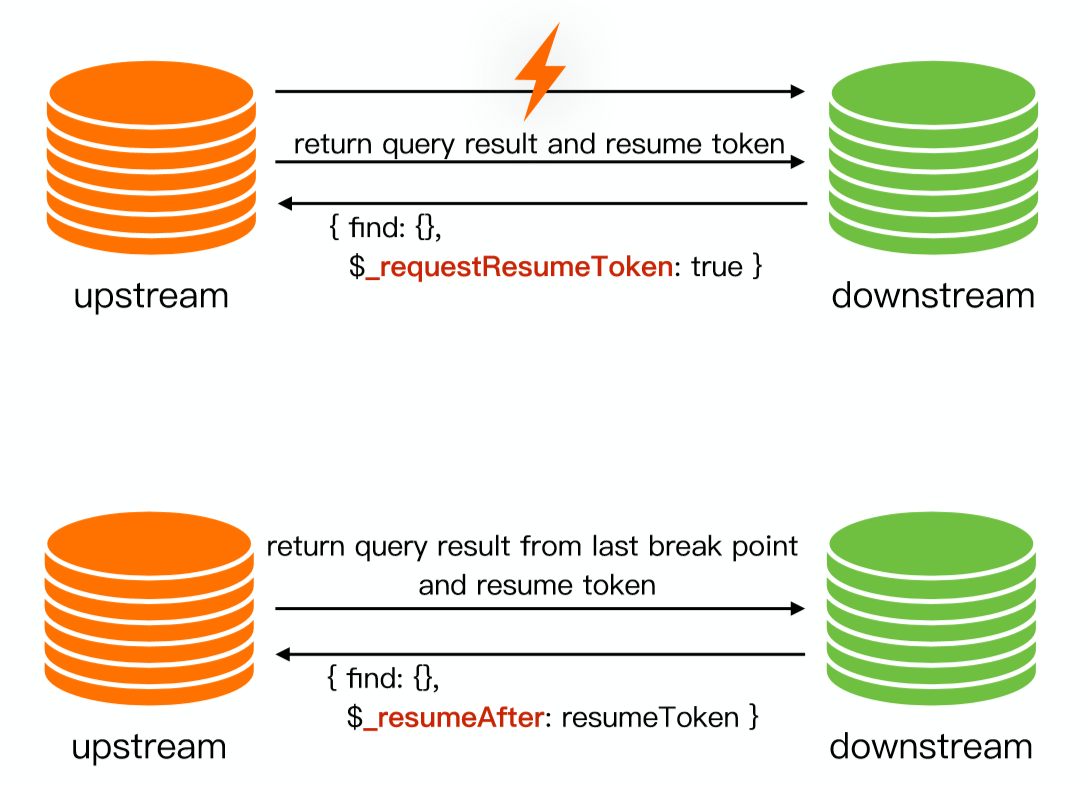 return query result and resume token
{ find: {},
$_requestResumeToken: true }
upstream
downstream
return query result from last break point
and resume token
{ find: {},
$_resumeAfter: resumeToken }
upstream
downstream